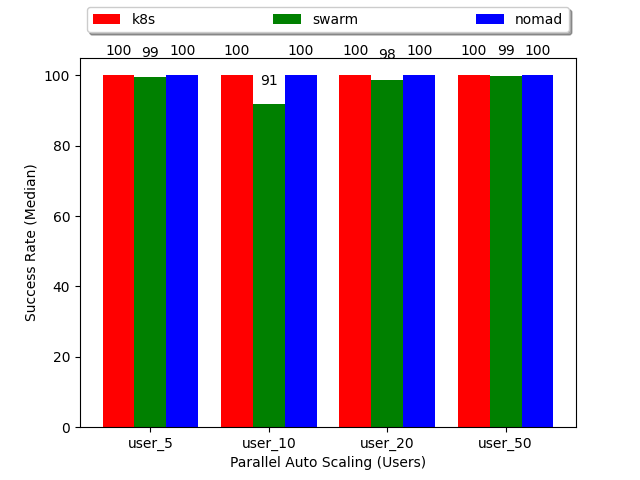 k8s swarm nomad
100 99 100 100 91 100 100 98 100 100 99 100
100
80
60
40
20
0
Success Rate (Median)
user_5 user_10 user_20 user_50
Parallel Auto Scaling (Users)